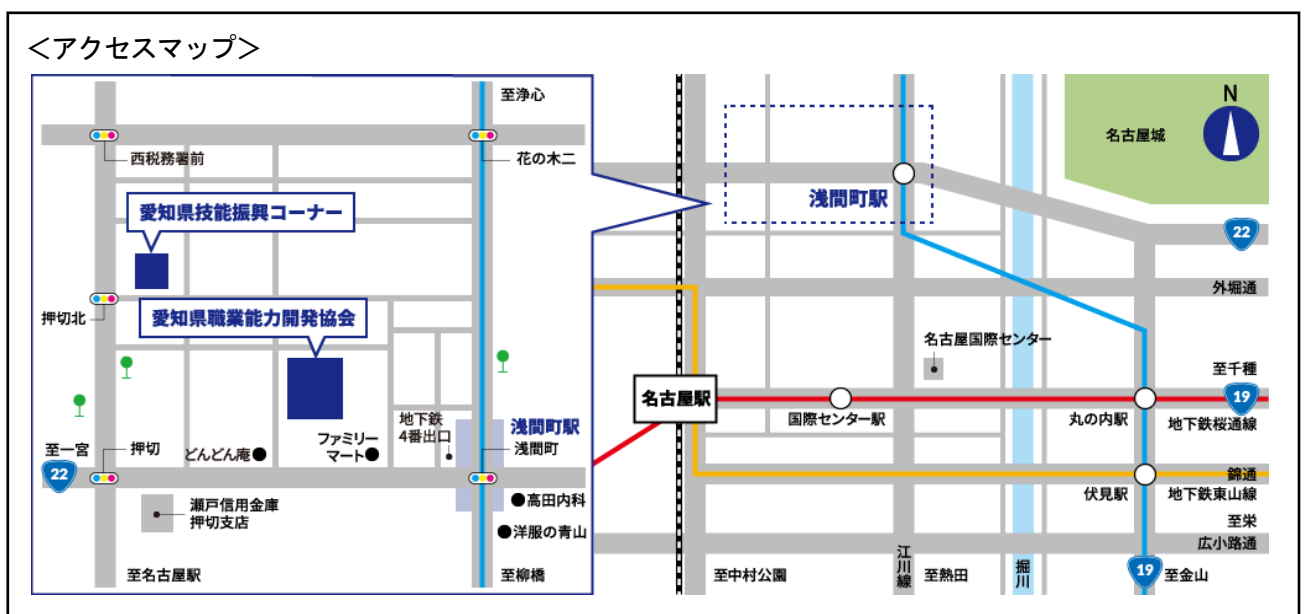 ＜アクセスマップ＞
至浄心
西税務署前
花の木二
愛知県技能振興コーナー
押切北
愛知県職業能力開発協会
至一宮
22
押切
どんどん庵
ファミリー
マート
地下鉄
4番出口
浅間町駅
浅間町
瀬戸信用金庫
押切支店
高田内科
洋服の青山
至名古屋駅
至柳橋
N
名古屋城
浅間町駅
22
外堀通
名古屋国際センター
至千種
名古屋駅
19
国際センター駅
丸の内駅
地下鉄桜通線
錦通
伏見駅
地下鉄東山線
至栄
広小路通
至中村公園
江川線
至熱田
掘川
19
至金山